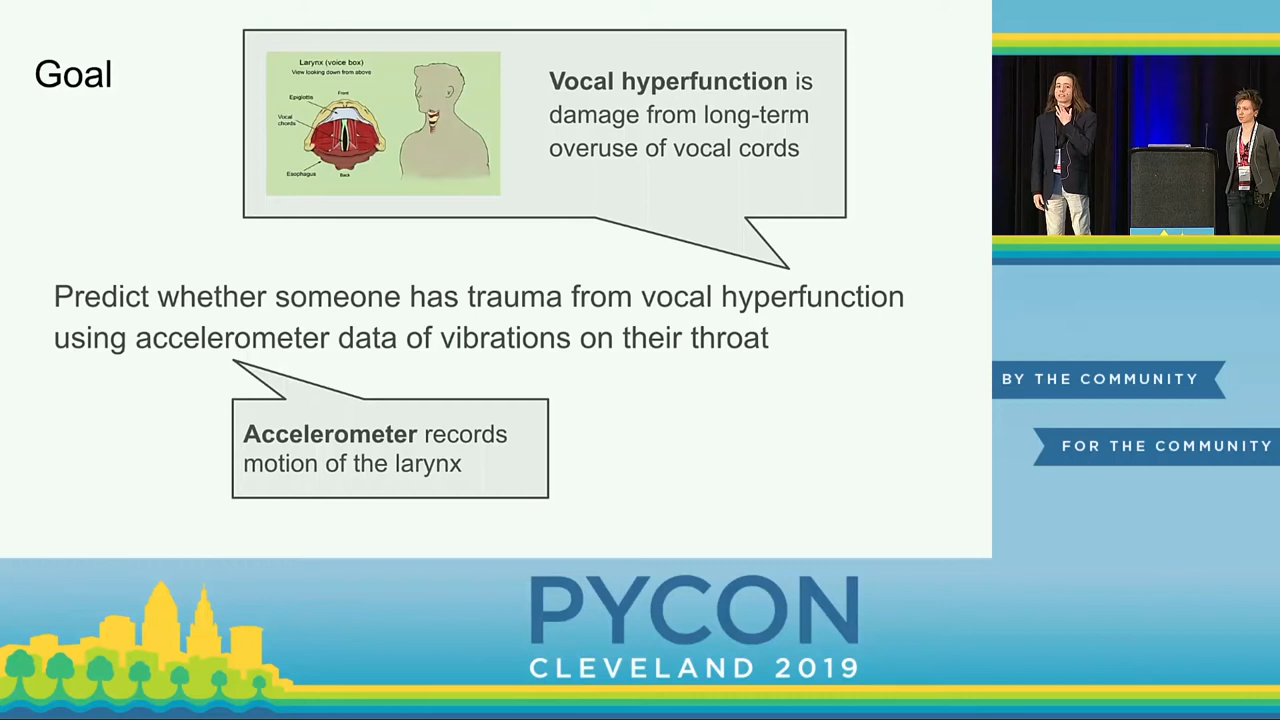 Goal
Larynx (voice box)
View looking down from above
Epiglottis
Front
Vocal
chords
Esophagus
Back
Vocal hyperfunction is
damage from long-term
overuse of vocal cords
Predict whether someone has trauma from vocal hyperfunction
using accelerometer data of vibrations on their throat
Accelerometer records
motion of the larynx
BY THE COMMUNITY
FOR THE COMMUNITY
PYCON
CLEVELAND 2019